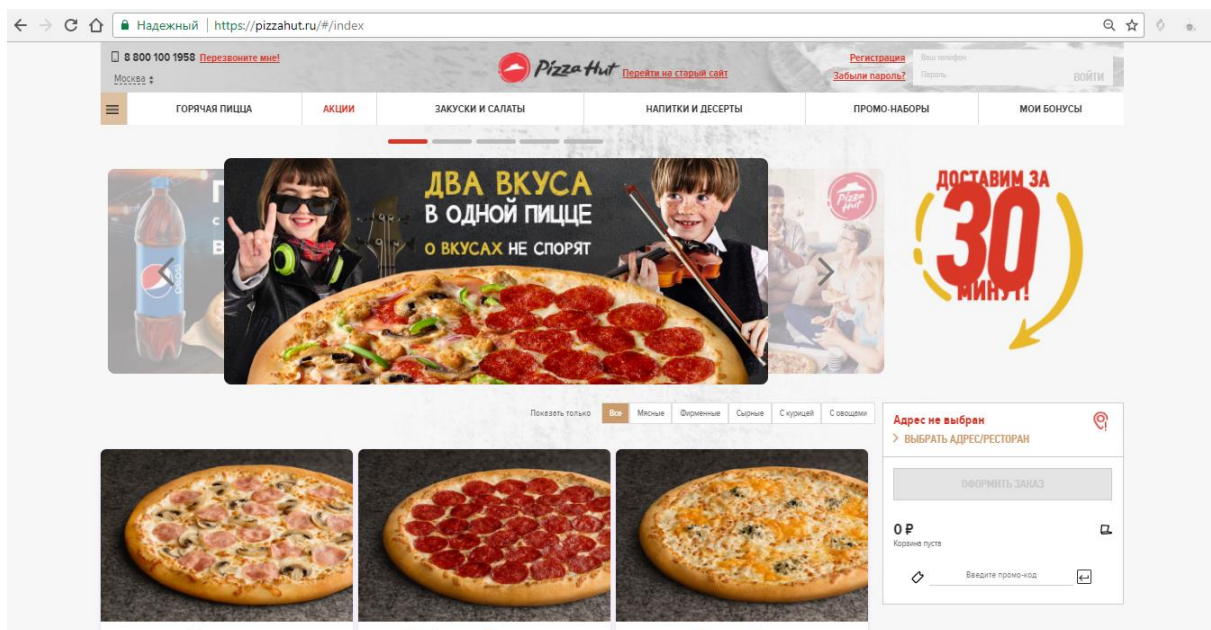 Надежный | https://pizzahut.ru/#/index
8 800 100 1958 Перезвоните мне!
Москва
Pizza Hut
Перейти на старый сайт
Регистрация
Ваш телефон
Забыли пароль?
Пароль
ВОЙТИ
ГОРЯЧАЯ ПИЦЦА
АКЦИИ
ЗАКУСКИ И САЛАТЫ
НАПИТКИ И ДЕСЕРТЫ
ПРОМО-НАБОРЫ
МОИ БОНУСЫ
pepsi
ДВА ВКУСА
В ОДНОЙ ПИЦЦЕ
О ВКУСАХ НЕ СПОРЯТ
Pizza Hut
ДОСТАВИМ ЗА
30
МИНУТ!
Показать только
Все
Мясные
Фирменные
Сырные
С курицей
С овощами
Адрес не выбран
ВЫБРАТЬ АДРЕС/РЕСТОРАН
ОФОРМИТЬ ЗАКАЗ
0 ₽
Корзина пуста
Введите промо-код